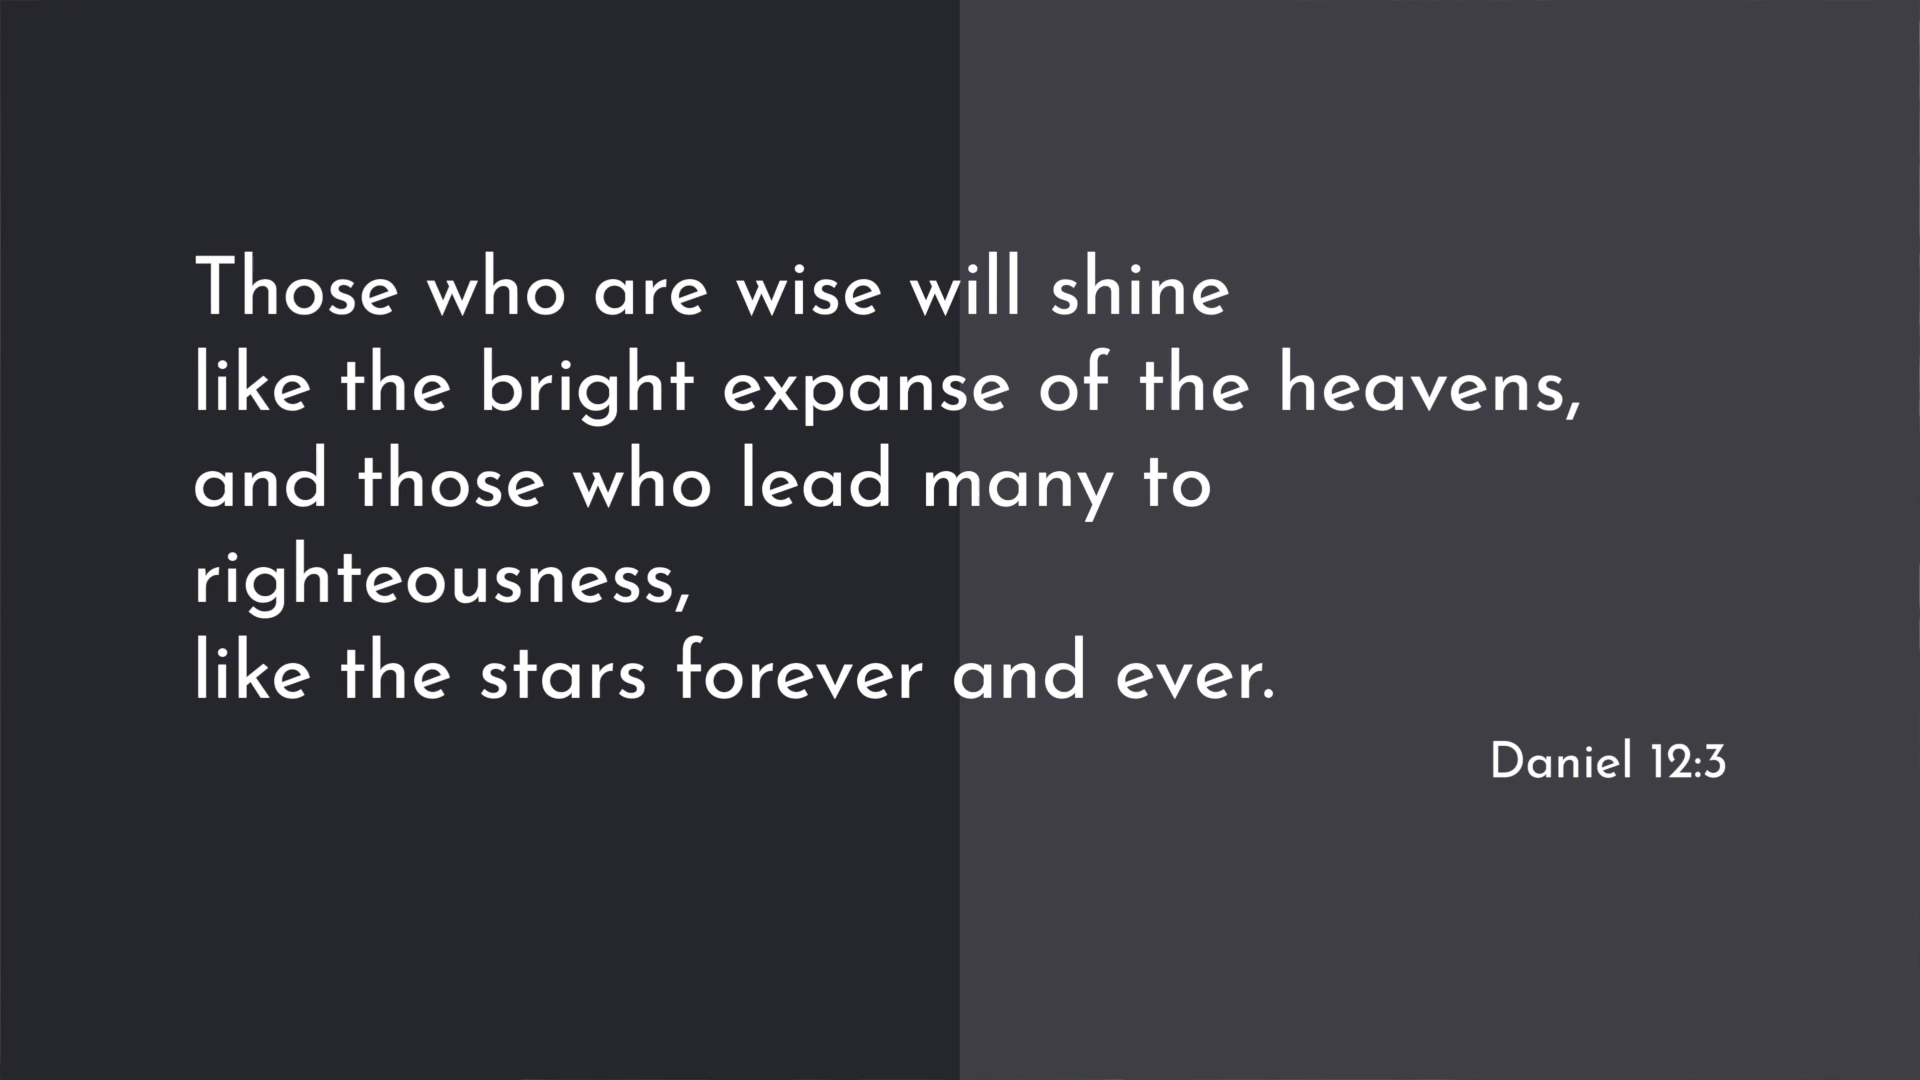 Those who are wise will shine
like the bright expanse of the heavens,
and those who lead many to
righteousness,
like the stars forever and ever.
Daniel 12:3